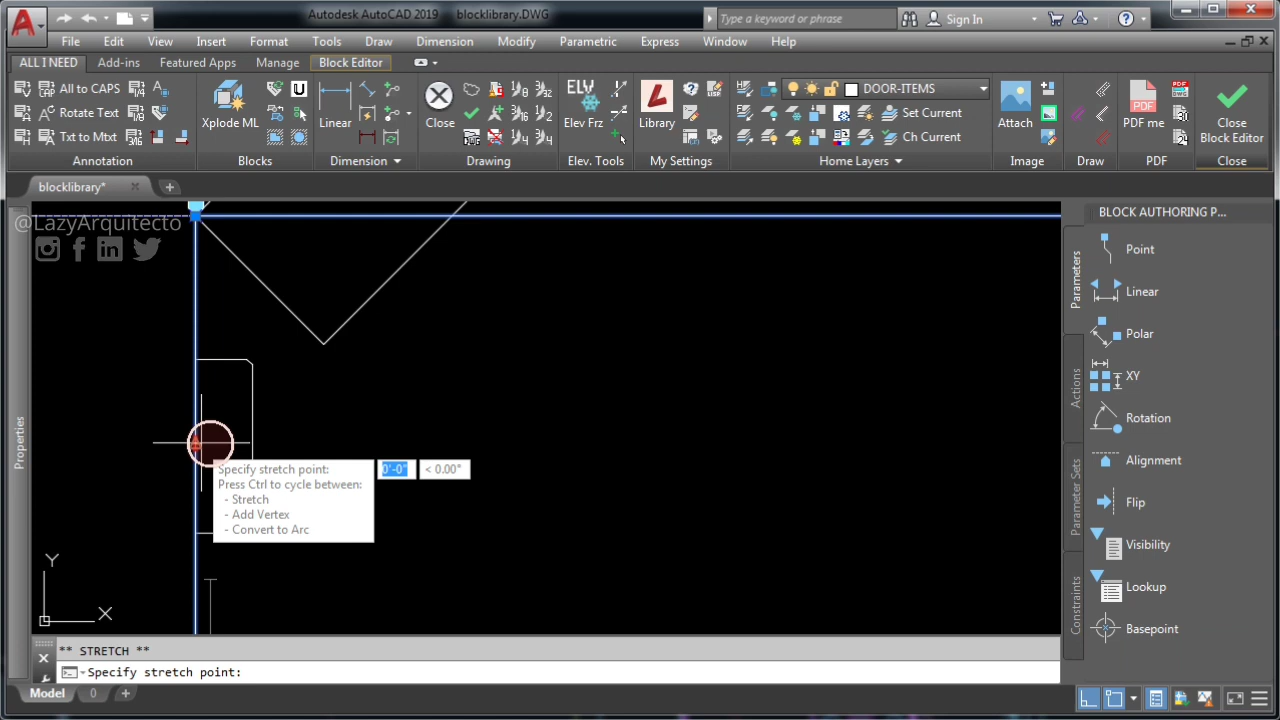 Autodesk AutoCAD 2019 blocklibrary.DWG
Type a keyword or phrase
Sign In
File Edit View Insert Format Tools Draw Dimension Modify Parametric Express Window Help
ALL I NEED Add-ins Featured Apps Manage Block Editor
All to CAPS
Rotate Text
Txt to Mtxt
Annotation
Xplode ML
Blocks
Linear
Dimension
Close
Drawing
ELV
Elev Frz
Elev. Tools
Library
My Settings
DOOR-ITEMS
Set Current
Ch Current
Home Layers
Attach
Image
Draw
PDF
PDF me
PDF
Close
Block Editor
Close
blocklibrary*
@LazyArquitecto
Properties
Specify stretch point:
Press Ctrl to cycle between:
- Stretch
- Add Vertex
- Convert to Arc
0'-0"
< 0.00°
Y
X
BLOCK AUTHORING P...
Parameters
Actions
Parameter Sets
Constraints
Point
Linear
Polar
XY
Rotation
Alignment
Flip
Visibility
Lookup
Basepoint
** STRETCH **
Specify stretch point:
Model 0